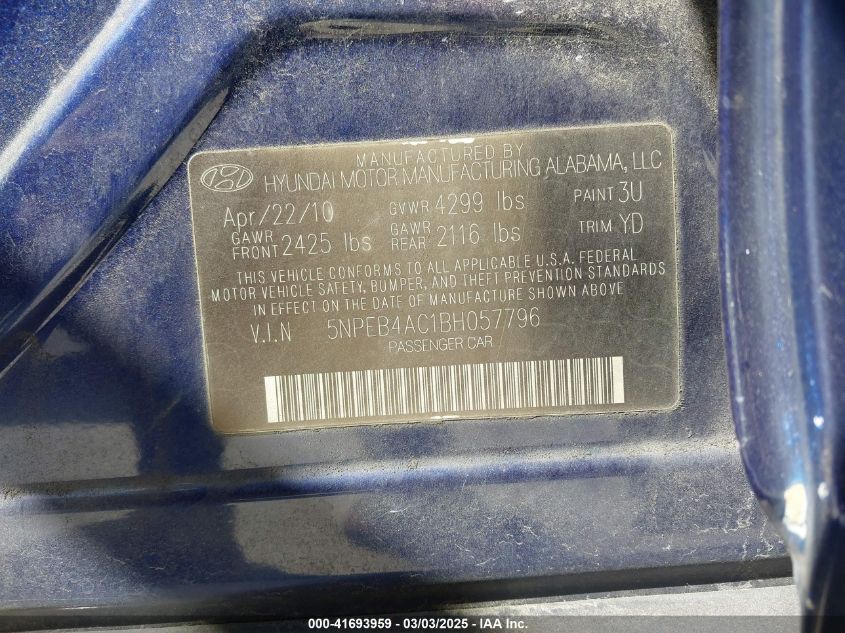 MANUFACTURED BY
HYUNDAI MOTOR MANUFACTURING ALABAMA, LLC
Apr/22/10 GVWR 4299 lbs PAINT 3U
GAWR FRONT 2425 lbs GAWR REAR 2116 lbs TRIM YD
THIS VEHICLE CONFORMS TO ALL APPLICABLE U.S.A. FEDERAL
MOTOR VEHICLE SAFETY, BUMPER, AND THEFT PREVENTION STANDARDS
IN EFFECT ON THE DATE OF MANUFACTURE SHOWN ABOVE
V.I.N 5NPEB4AC1BH057796
PASSENGER CAR
000-41693959 - 03/03/2025 - IAA Inc.